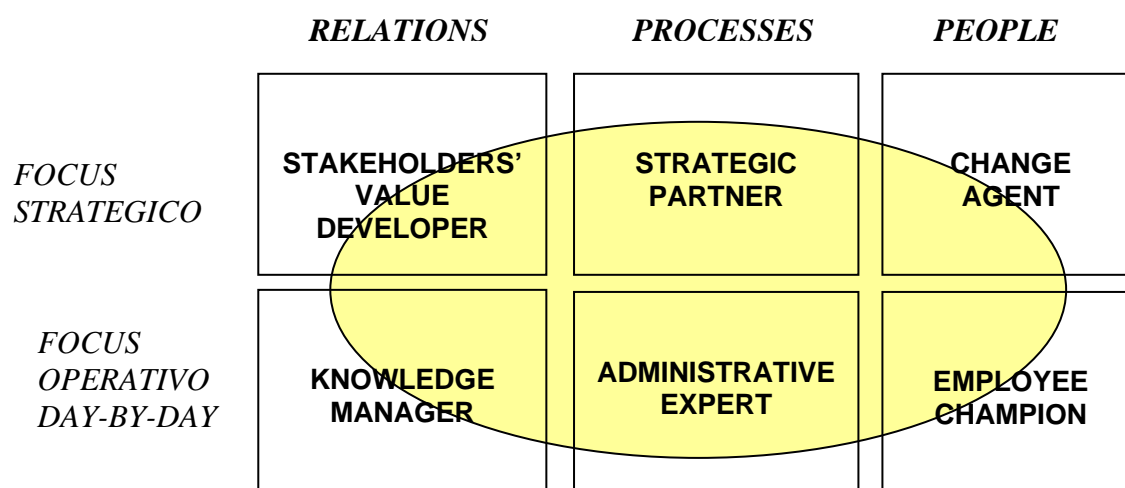 RELATIONS PROCESSES PEOPLE
FOCUS
STRATEGICO
STAKEHOLDERS’
VALUE
DEVELOPER
STRATEGIC
PARTNER
CHANGE
AGENT
FOCUS
OPERATIVO
DAY-BY-DAY
KNOWLEDGE
MANAGER
ADMINISTRATIVE
EXPERT
EMPLOYEE
CHAMPION